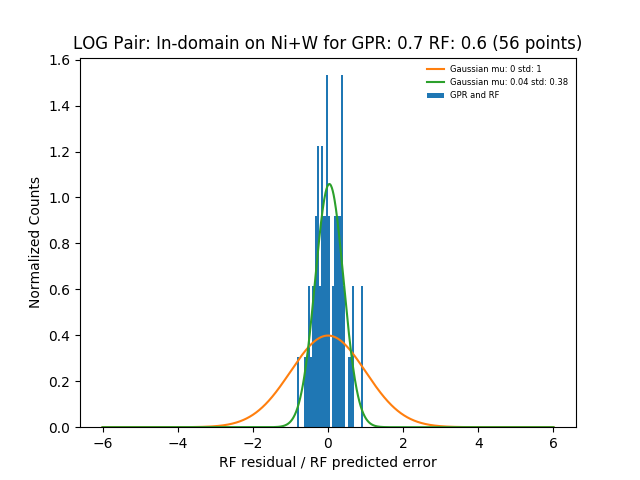 LOG Pair: In-domain on Ni+W for GPR: 0.7 RF: 0.6 (56 points)
Gaussian mu: 0 std: 1
Gaussian mu: 0.04 std: 0.38
GPR and RF
Normalized Counts
1.6
1.4
1.2
1.0
0.8
0.6
0.4
0.2
0.0
−6
−4
−2
0
2
4
6
RF residual / RF predicted error